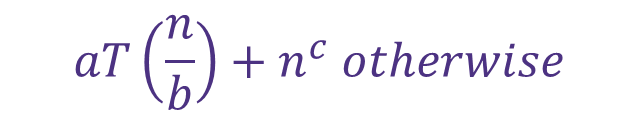 aT(n/b) + n^c otherwise